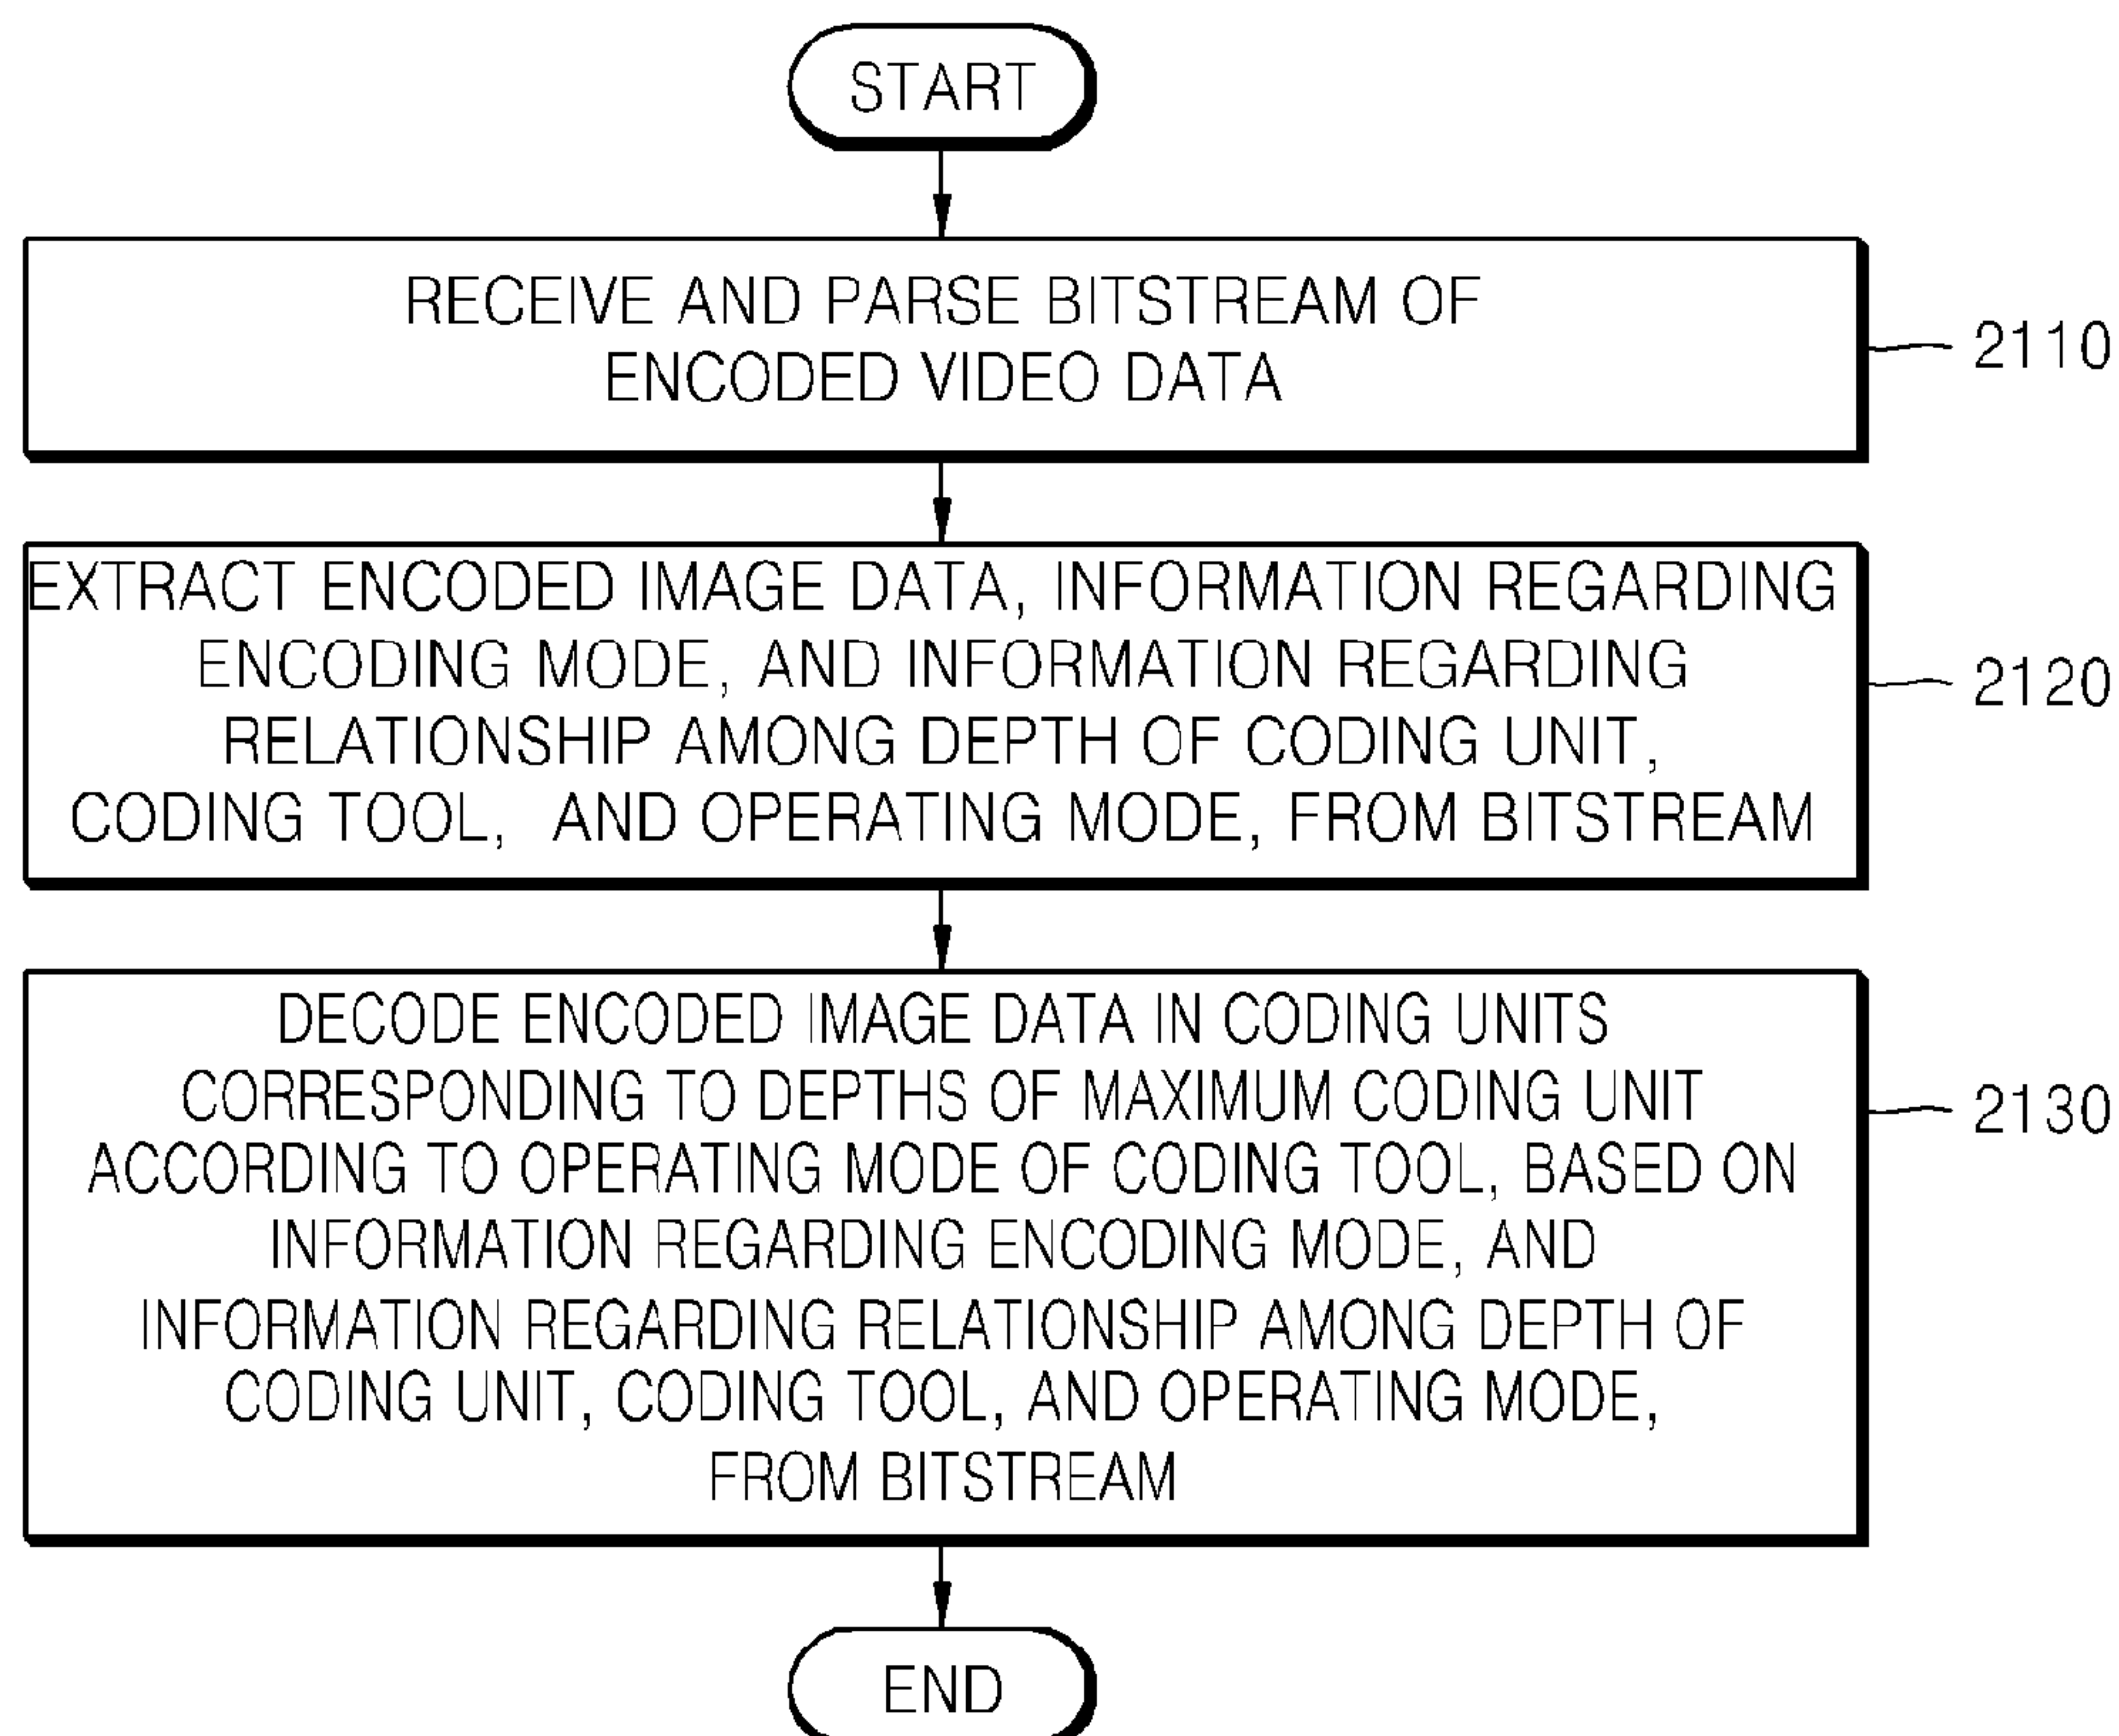 START
RECEIVE AND PARSE BITSTREAM OF
ENCODED VIDEO DATA
2110
EXTRACT ENCODED IMAGE DATA, INFORMATION REGARDING
ENCODING MODE, AND INFORMATION REGARDING
RELATIONSHIP AMONG DEPTH OF CODING UNIT,
CODING TOOL, AND OPERATING MODE, FROM BITSTREAM
2120
DECODE ENCODED IMAGE DATA IN CODING UNITS
CORRESPONDING TO DEPTHS OF MAXIMUM CODING UNIT
ACCORDING TO OPERATING MODE OF CODING TOOL, BASED ON
INFORMATION REGARDING ENCODING MODE, AND
INFORMATION REGARDING RELATIONSHIP AMONG DEPTH OF
CODING UNIT, CODING TOOL, AND OPERATING MODE,
FROM BITSTREAM
2130
END